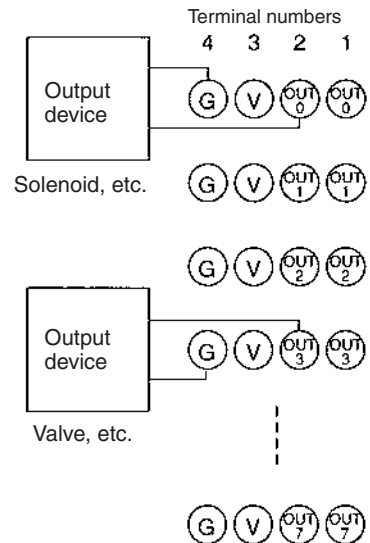 Terminal numbers
4 3 2 1
Output device
G V OUT 0 OUT 0
Solenoid, etc.
G V OUT 1 OUT 1
G V OUT 2 OUT 2
Output device
G V OUT 3 OUT 3
Valve, etc.
G V OUT 7 OUT 7